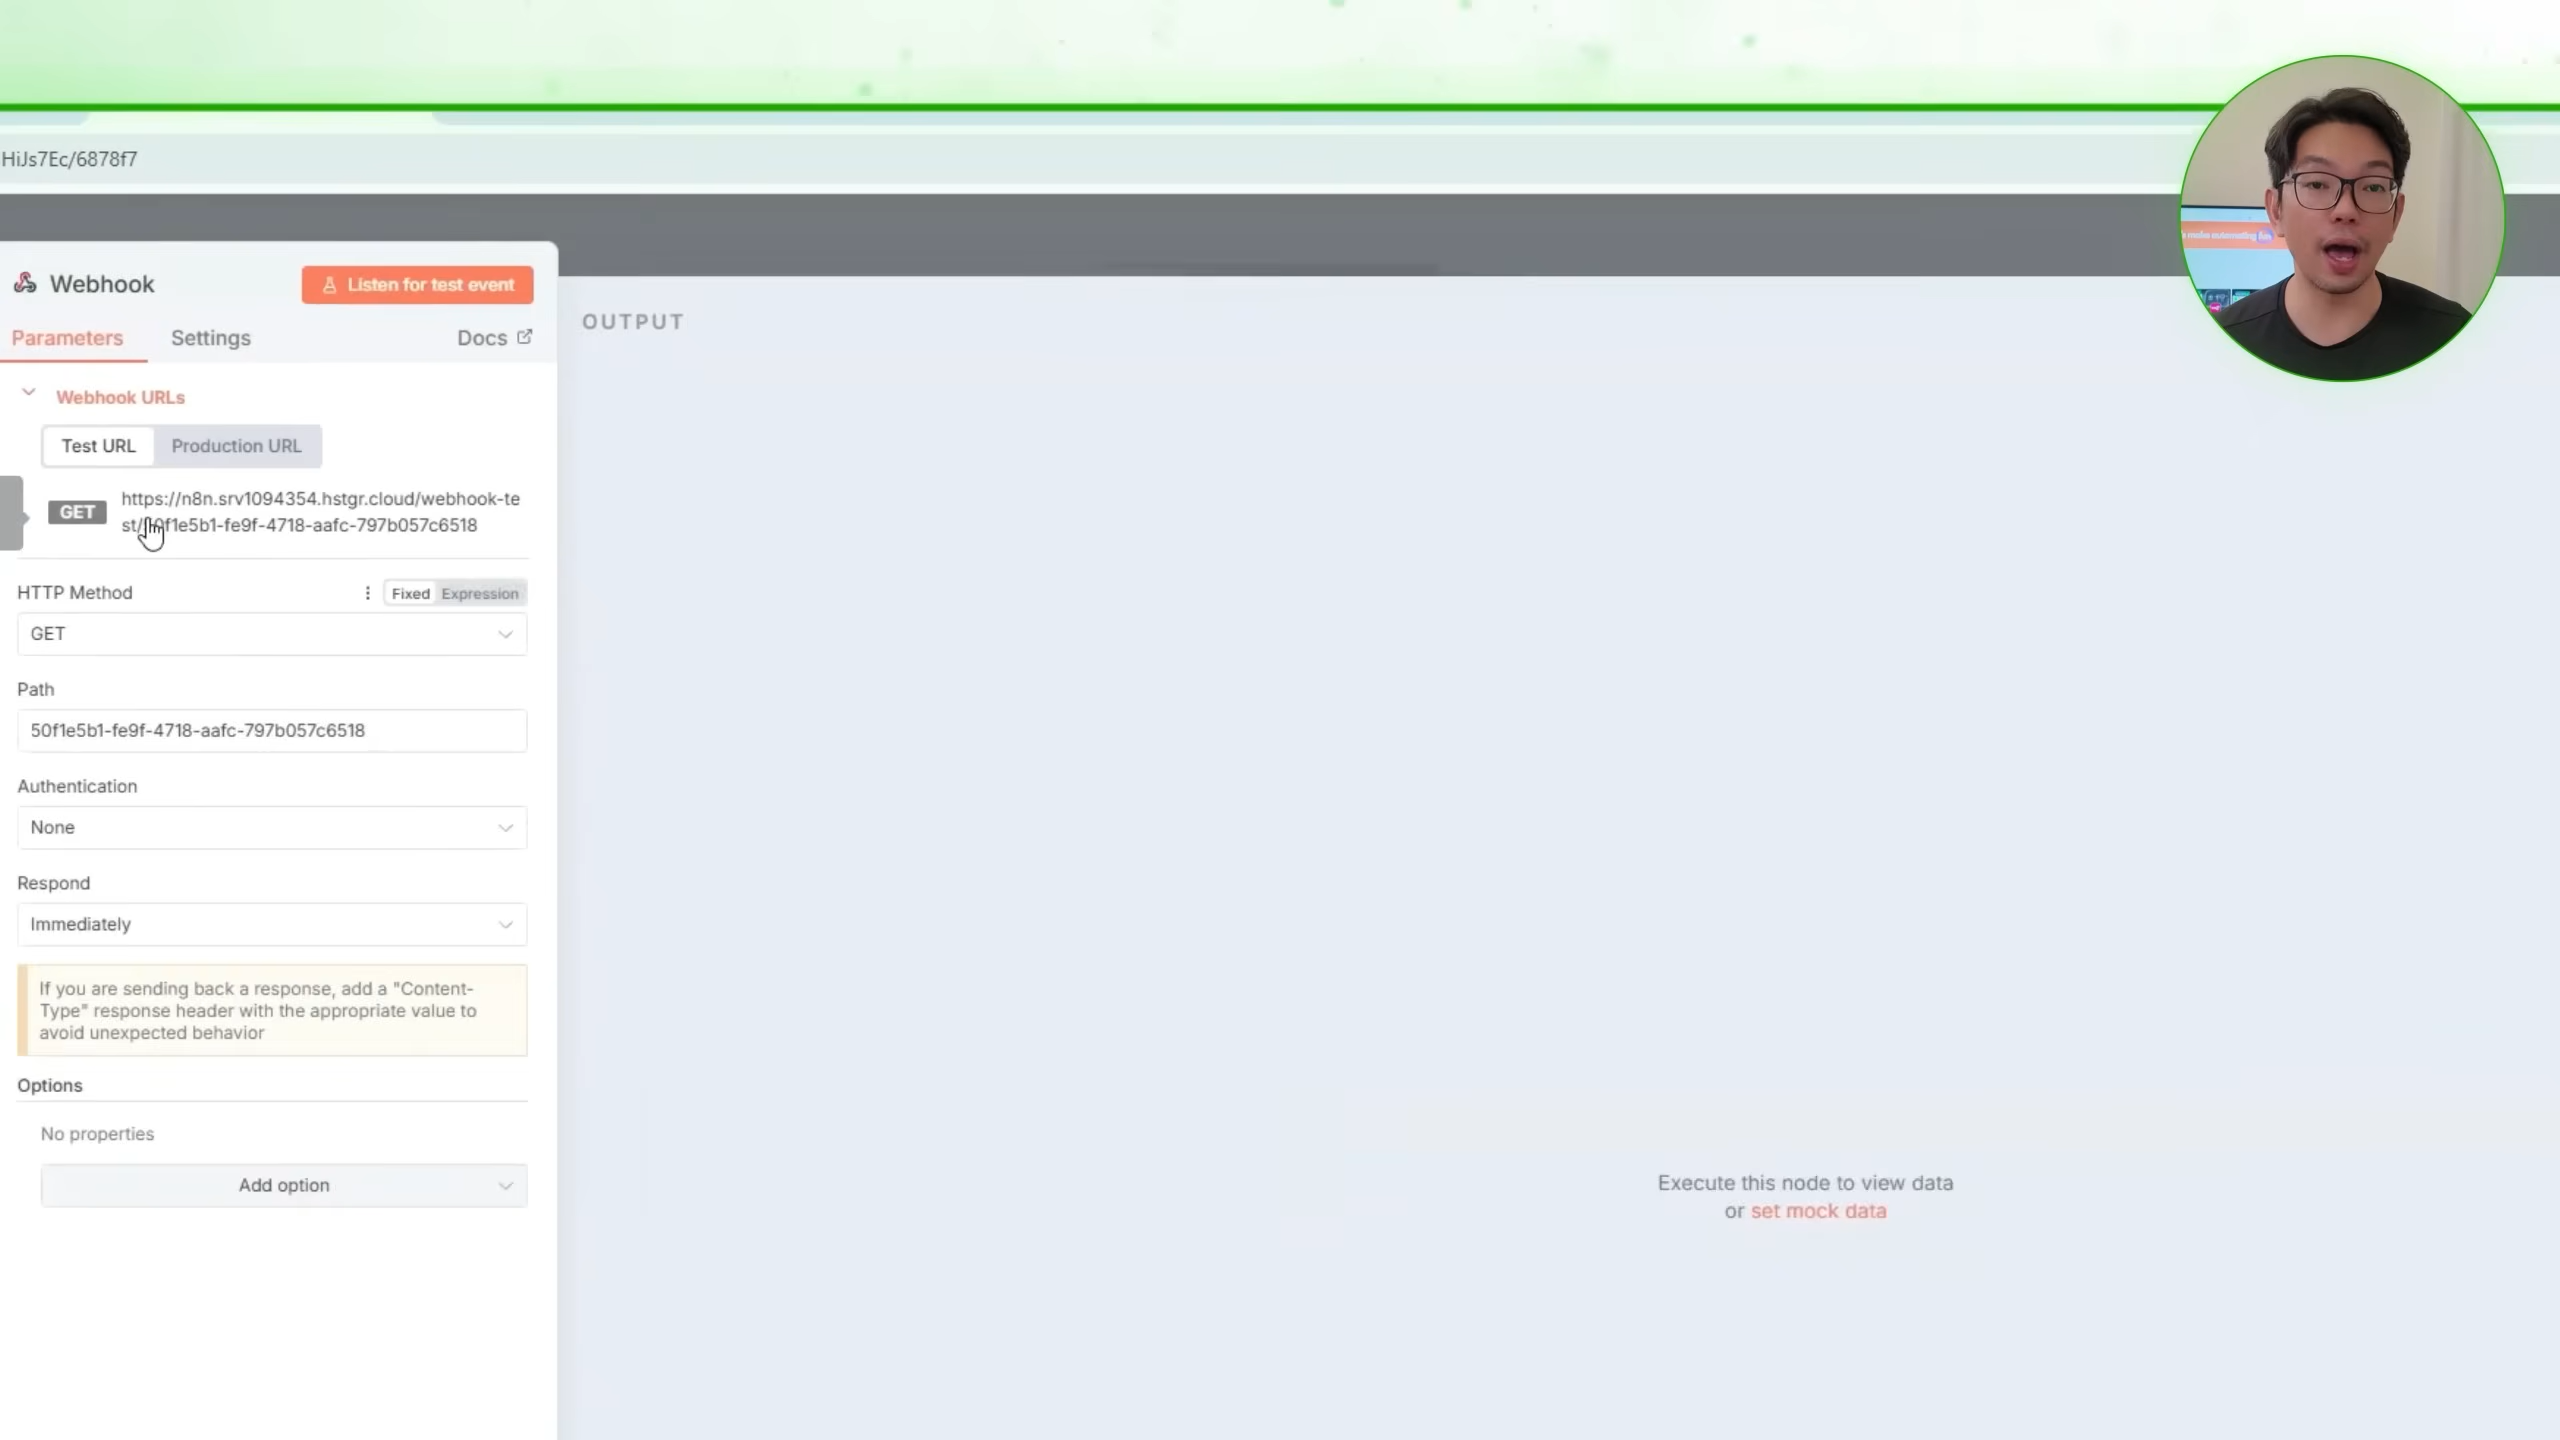 HiJs7Ec/6878f7
Webhook
Listen for test event
Parameters
Settings
Docs
OUTPUT
Webhook URLs
Test URL
Production URL
GET
https://n8n.srv1094354.hstgr.cloud/webhook-te
st/50f1e5b1-fe9f-4718-aafc-797b057c6518
HTTP Method
Fixed
Expression
GET
Path
50f1e5b1-fe9f-4718-aafc-797b057c6518
Authentication
None
Respond
Immediately
If you are sending back a response, add a "Content-
Type" response header with the appropriate value to
avoid unexpected behavior
Options
No properties
Add option
Execute this node to view data
or set mock data